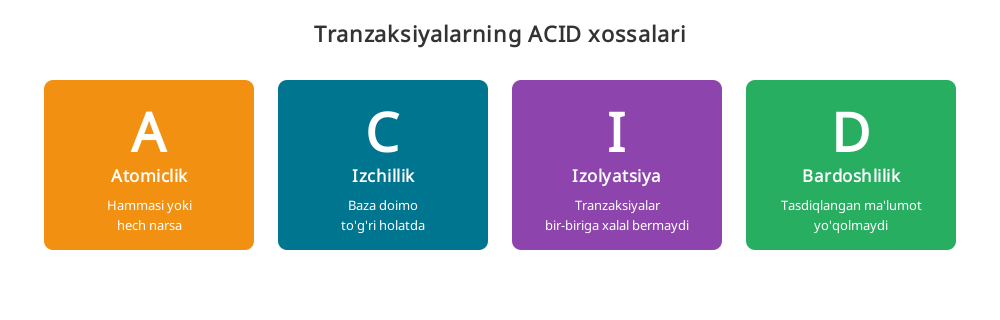 Tranzaksiyalarning ACID xossalari
A
Atomiclik
Hammasi yoki
hech narsa
C
Izchillik
Baza doimo
to'g'ri holatda
I
Izolyatsiya
Tranzaksiyalar
bir-biriga xalal bermaydi
D
Bardoshlilik
Tasdiqlangan ma'lumot
yo'qolmaydi